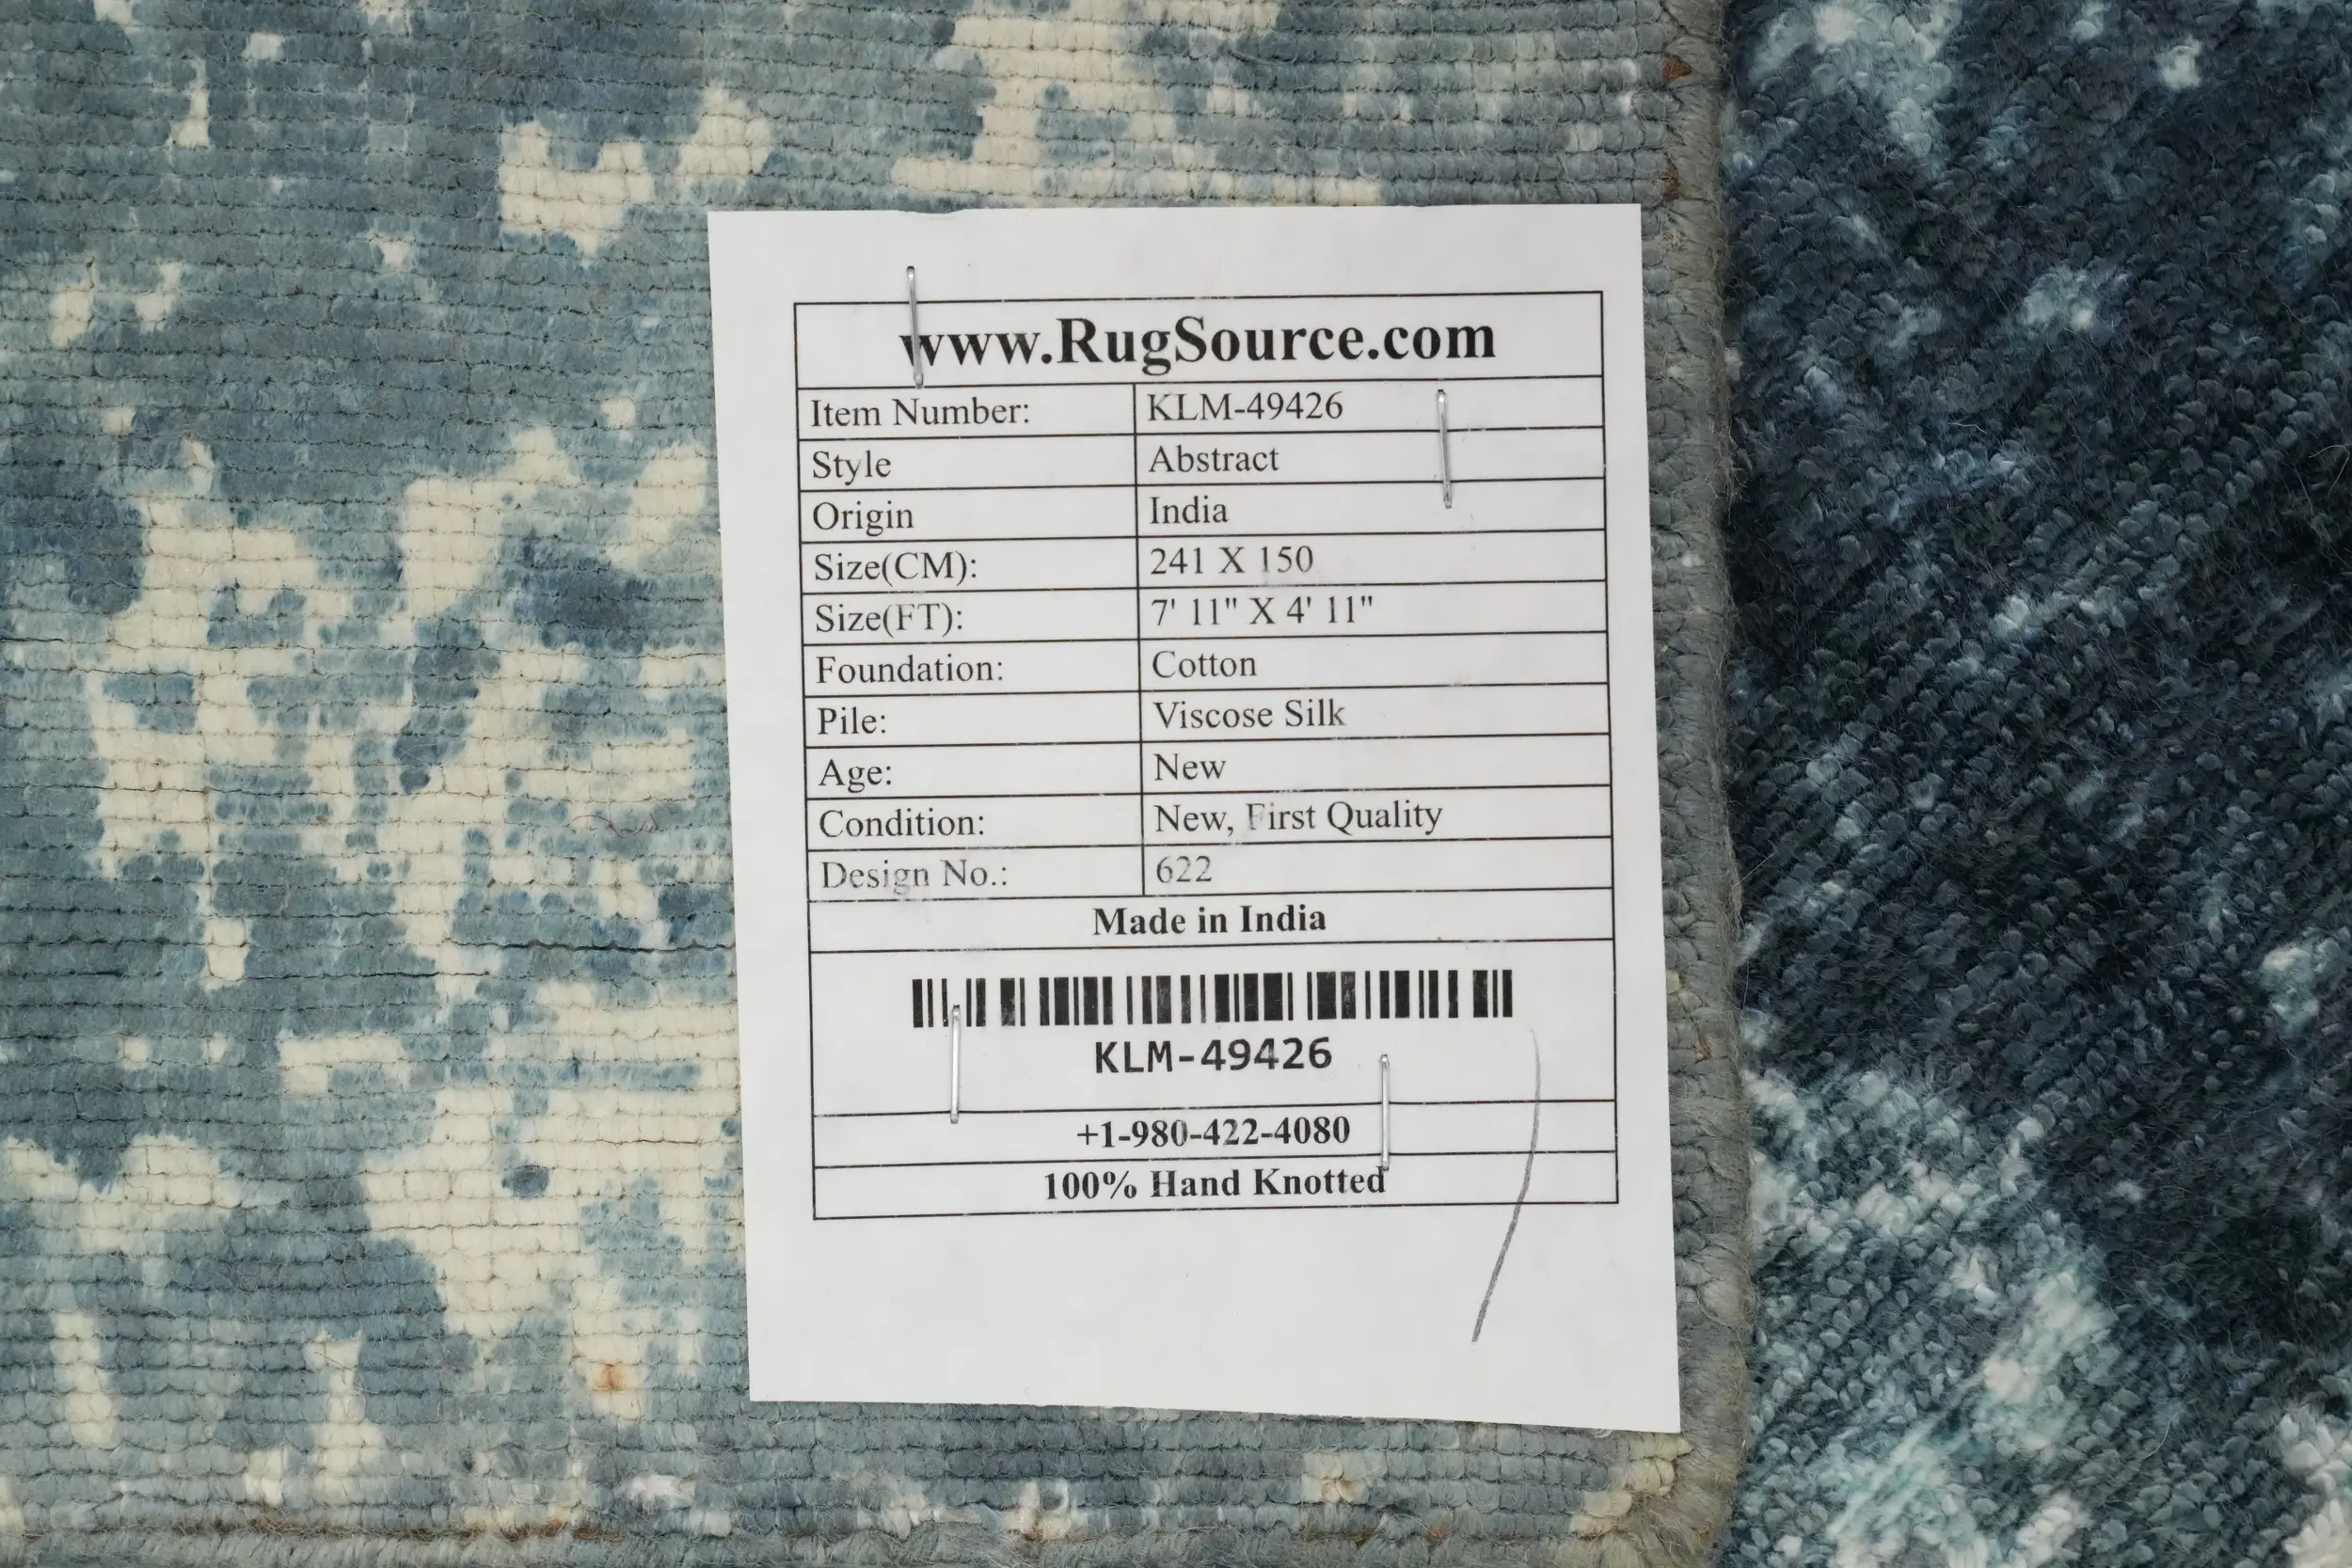 www.RugSource.com
Item Number: KLM-49426
Style Abstract
Origin India
Size(CM): 241 X 150
Size(FT): 7' 11" X 4' 11"
Foundation: Cotton
Pile: Viscose Silk
Age: New
Condition: New, First Quality
Design No.: 622
Made in India
KLM-49426
+1-980-422-4080
100% Hand Knotted